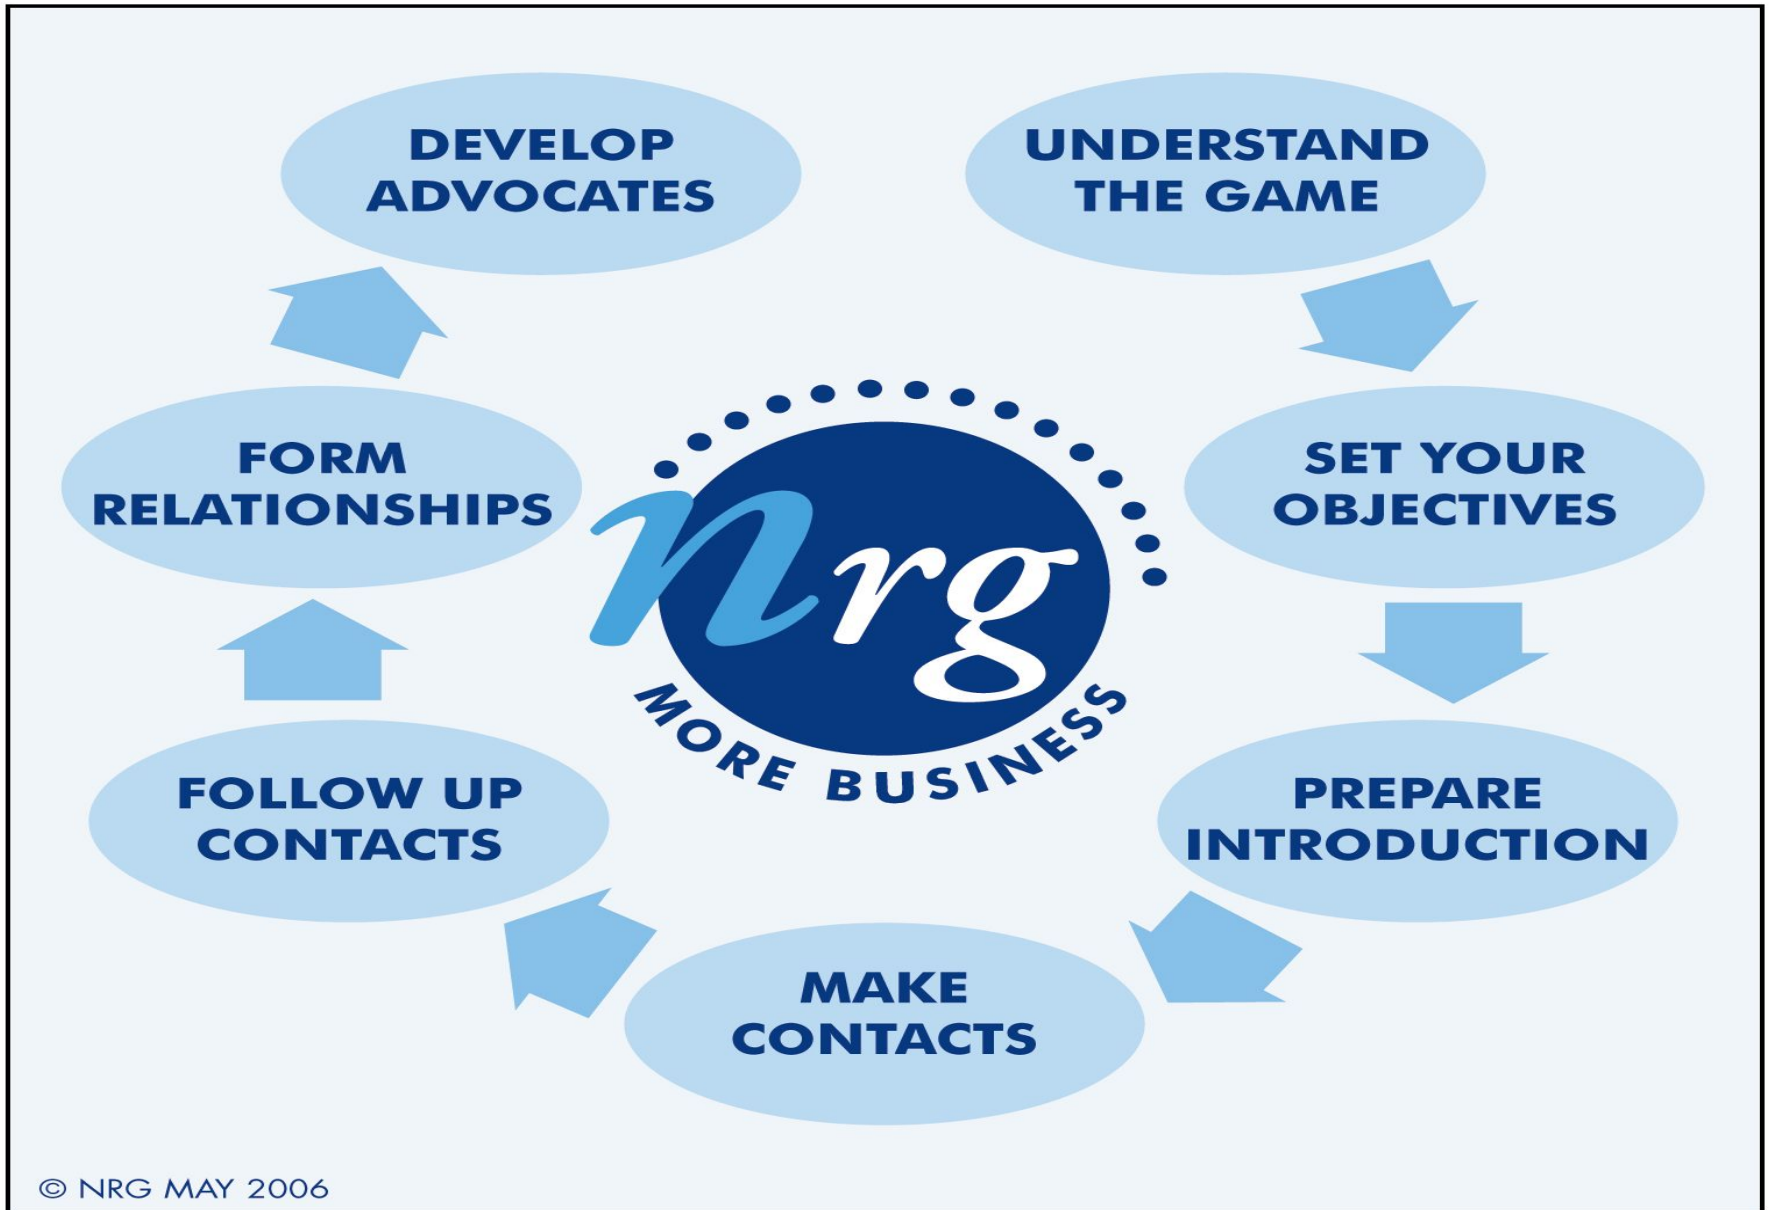 DEVELOP
ADVOCATES
UNDERSTAND
THE GAME
FORM
RELATIONSHIPS
SET YOUR
OBJECTIVES
nrg
MORE BUSINESS
FOLLOW UP
CONTACTS
PREPARE
INTRODUCTION
MAKE
CONTACTS
© NRG MAY 2006